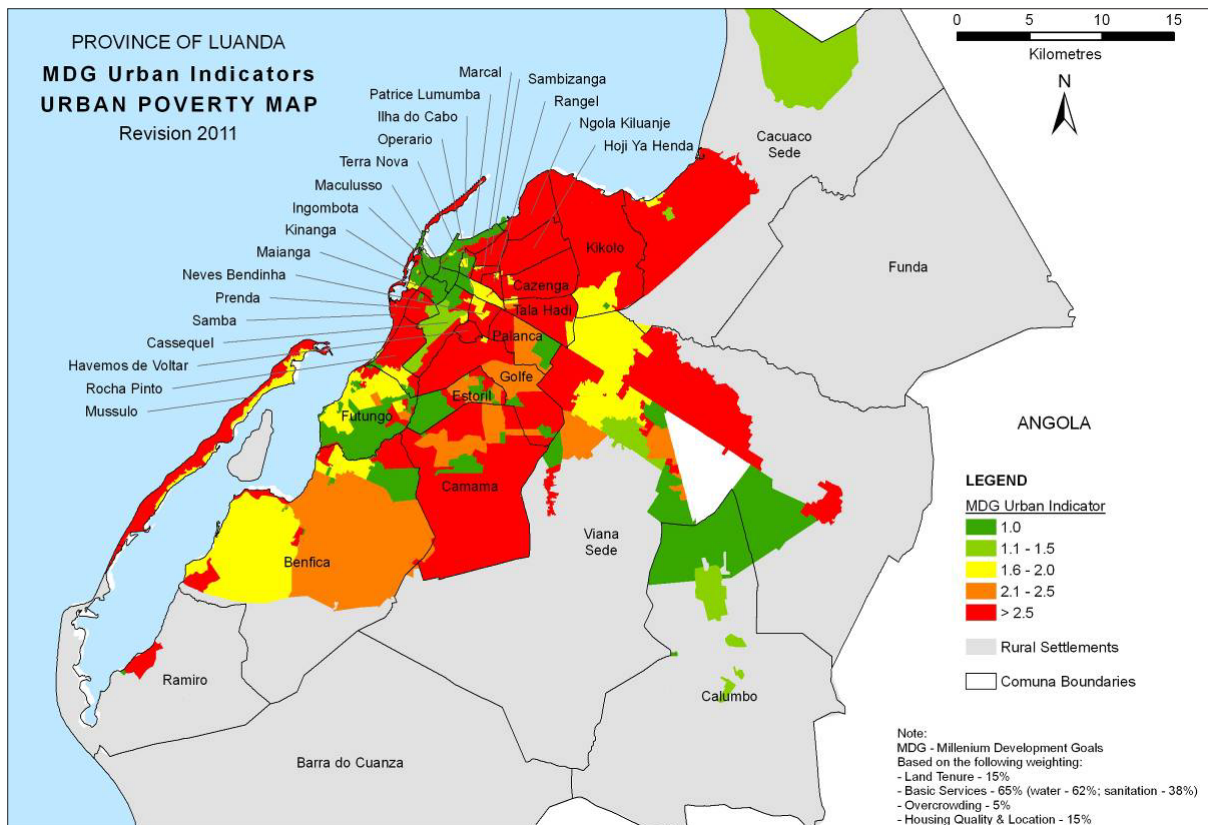 PROVINCE OF LUANDA
MDG Urban Indicators
URBAN POVERTY MAP
Revision 2011
0 5 10 15
Kilometres
N
Marcal
Sambizanga
Patrice Lumumba
Rangel
Ilha do Cabo
Ngola Kiluanje
Operario
Hoji Ya Henda
Terra Nova
Maculusso
Ingombota
Kinanga
Maianga
Neves Bendinha
Prenda
Samba
Cassequel
Havemos de Voltar
Rocha Pinto
Mussulo
Cacuaco
Sede
Funda
Kikolo
Cazenga
Tala Hadi
Palanca
Golfe
Estoril
Futungo
Camama
Viana
Sede
Benfica
Ramiro
Barra do Cuanza
Calumbo
ANGOLA
LEGEND
MDG Urban Indicator
1.0
1.1 - 1.5
1.6 - 2.0
2.1 - 2.5
> 2.5
Rural Settlements
Comuna Boundaries
Note:
MDG - Millenium Development Goals
Based on the following weighting:
- Land Tenure - 15%
- Basic Services - 65% (water - 62%; sanitation - 38%)
- Overcrowding - 5%
- Housing Quality & Location - 15%